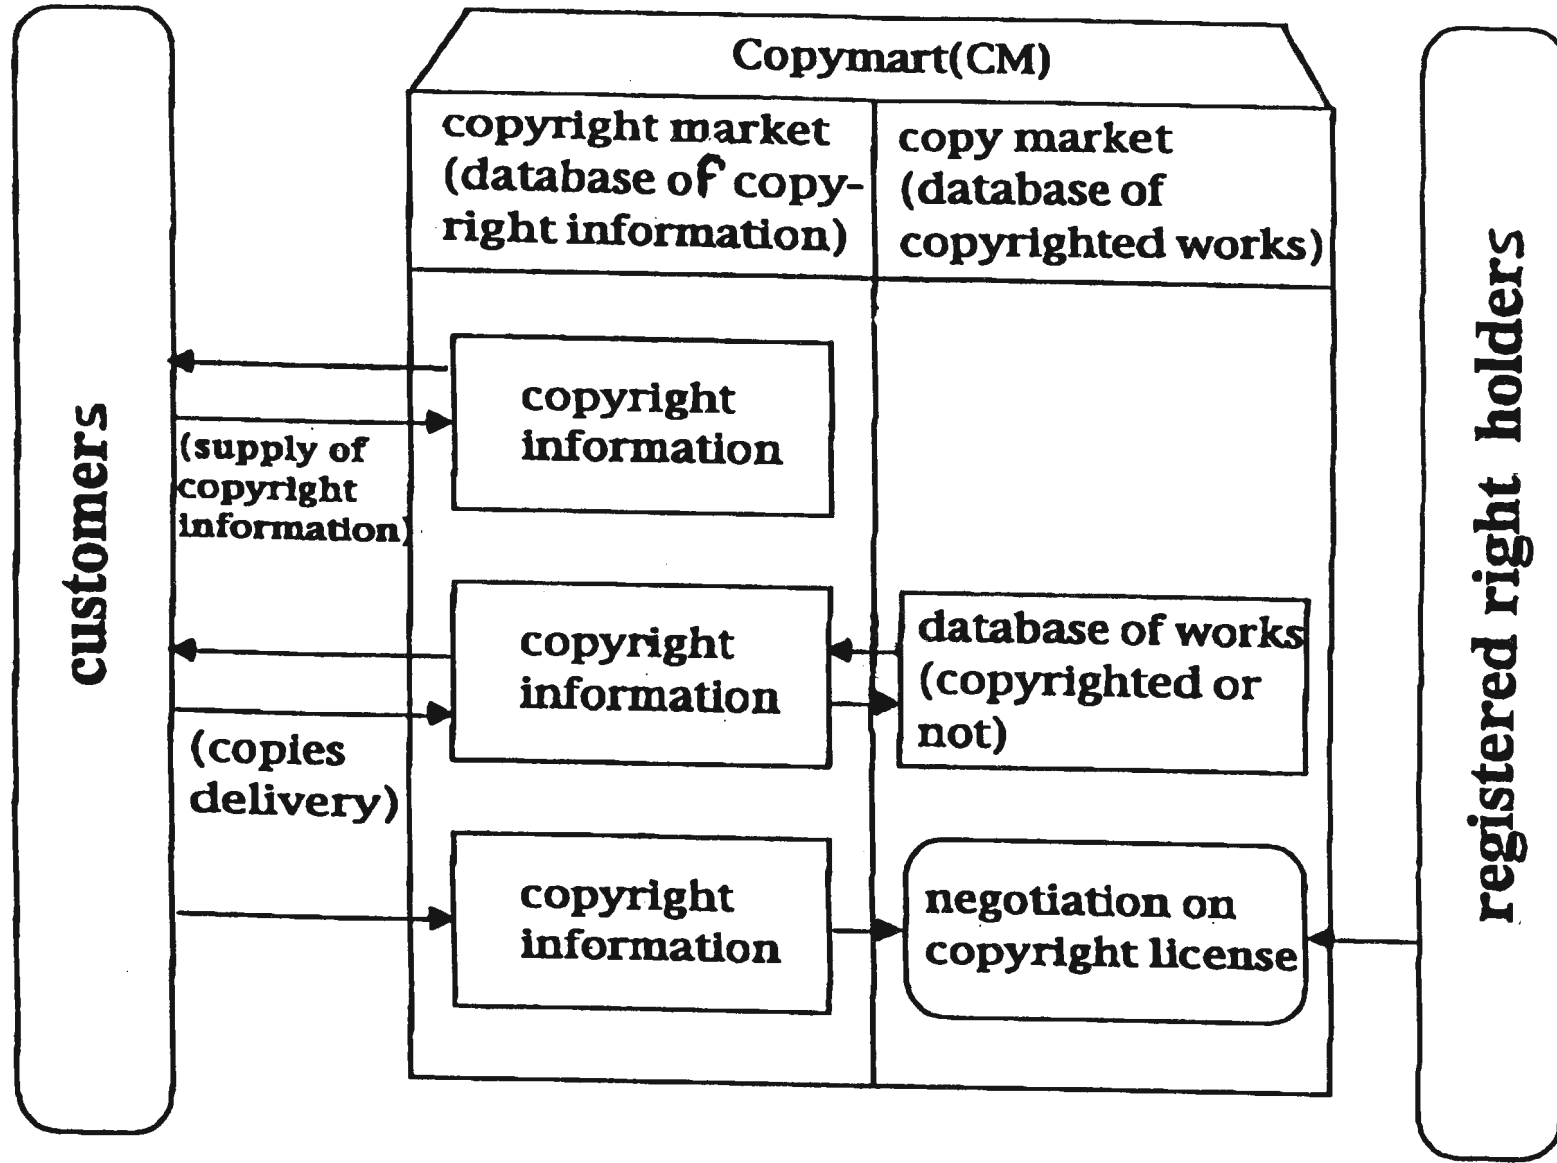 Copymart(CM)
copyright market
(database of copy-
right information)
copy market
(database of
copyrighted works)
customers
copyright
information
(supply of
copyright
information)
copyright
information
database of works
(copyrighted or
not)
(copies
delivery)
copyright
information
negotiation on
copyright license
registered right holders